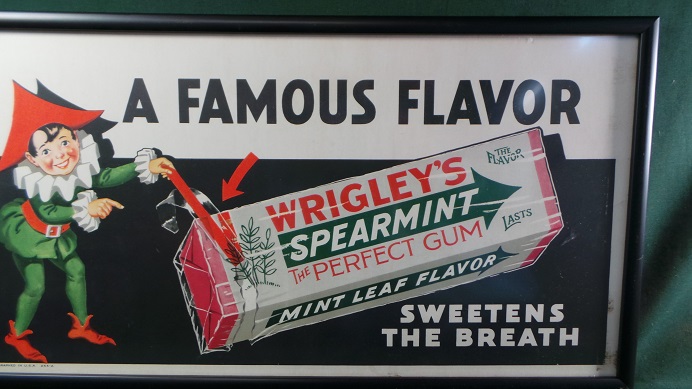 A FAMOUS FLAVOR
WRIGLEY'S
SPEARMINT
THE PERFECT GUM
MINT LEAF FLAVOR
THE
FLAVOR
LASTS
SWEETENS
THE BREATH